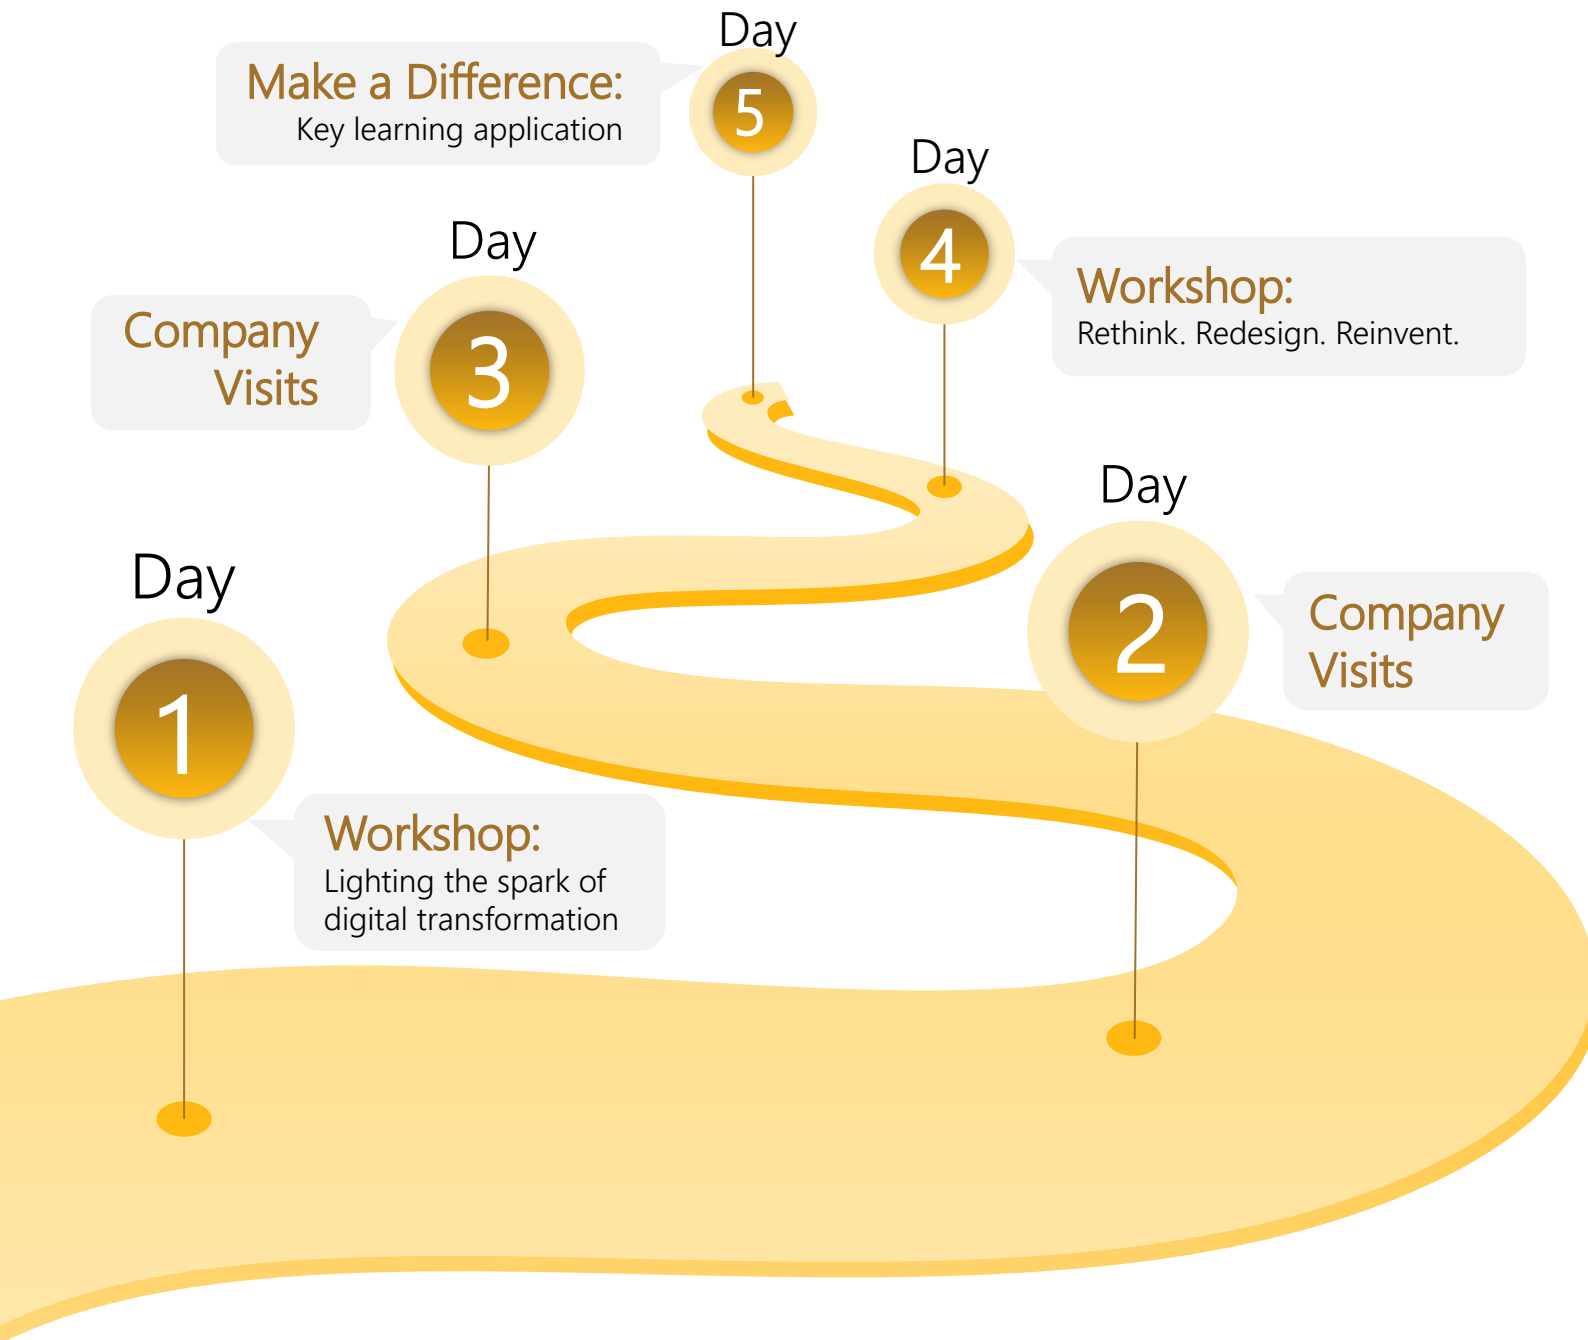 Day
5
Make a Difference:
Key learning application
Day
4
Workshop:
Rethink. Redesign. Reinvent.
Day
3
Company
Visits
Day
2
Company
Visits
Day
1
Workshop:
Lighting the spark of
digital transformation